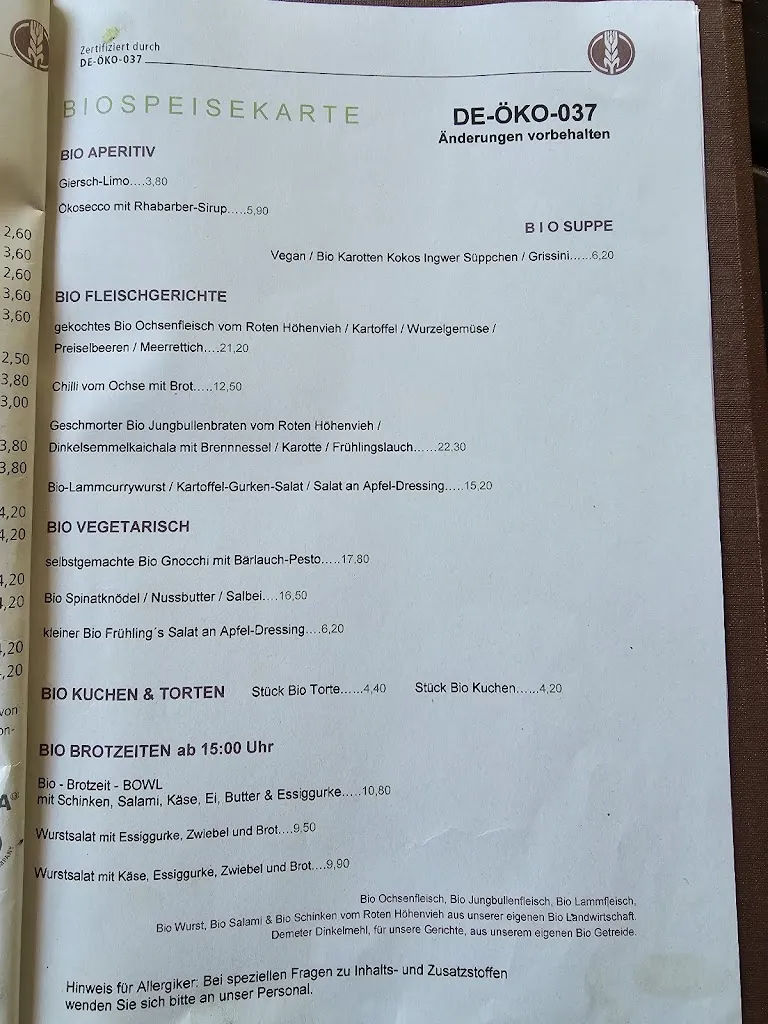 2,60
3,60
2,60
3,60
3,60
2,50
3,80
3,00
3,80
3,80
4,20
4,20
4,20
4,20
4,20
4,20
von
on-
Zertifiziert durch
DE-ÖKO-037
BIOSPEISEKARTE
DE-ÖKO-037
Änderungen vorbehalten
BIO APERITIV
Giersch-Limo....3,80
Ökosecco mit Rhabarber-Sirup.....5,90
B I O SUPPE
Vegan / Bio Karotten Kokos Ingwer Süppchen / Grissini......6,20
BIO FLEISCHGERICHTE
gekochtes Bio Ochsenfleisch vom Roten Höhenvieh / Kartoffel / Wurzelgemüse /
Preiselbeeren / Meerrettich....21,20
Chilli vom Ochse mit Brot.....12,50
Geschmorter Bio Jungbullenbraten vom Roten Höhenvieh /
Dinkelsemmelkaichala mit Brennnessel / Karotte / Frühlingslauch......22,30
Bio-Lammcurrywurst / Kartoffel-Gurken-Salat / Salat an Apfel-Dressing.....15,20
BIO VEGETARISCH
selbstgemachte Bio Gnocchi mit Bärlauch-Pesto.....17,80
Bio Spinatknödel / Nussbutter / Salbei....16,50
kleiner Bio Frühling´s Salat an Apfel-Dressing....6,20
BIO KUCHEN & TORTEN Stück Bio Torte......4,40 Stück Bio Kuchen......4,20
BIO BROTZEITEN ab 15:00 Uhr
Bio - Brotzeit - BOWL
mit Schinken, Salami, Käse, Ei, Butter & Essiggurke.....10,80
Wurstsalat mit Essiggurke, Zwiebel und Brot....9,50
Wurstsalat mit Käse, Essiggurke, Zwiebel und Brot....9,90
Bio Ochsenfleisch, Bio Jungbullenfleisch, Bio Lammfleisch,
Bio Wurst, Bio Salami & Bio Schinken vom Roten Höhenvieh aus unserer eigenen Bio Landwirtschaft.
Demeter Dinkelmehl, für unsere Gerichte, aus unserem eigenen Bio Getreide.
Hinweis für Allergiker: Bei speziellen Fragen zu Inhalts- und Zusatzstoffen
wenden Sie sich bitte an unser Personal.